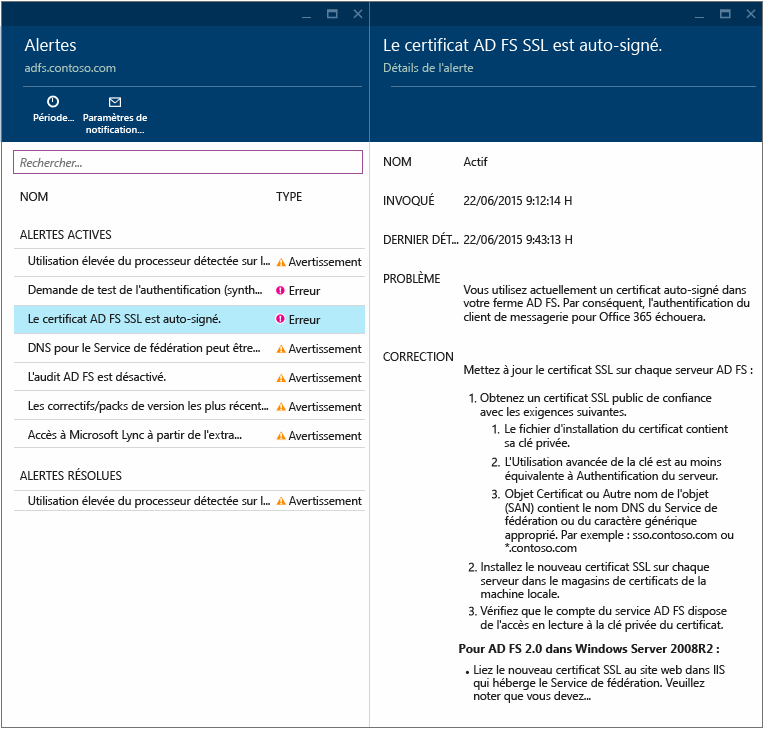 Alertes
adfs.contoso.com
Période...
Paramètres de
notification...
Rechercher...
NOM TYPE
ALERTES ACTIVES
Utilisation élevée du processeur détectée sur l... Avertissement
Demande de test de l'authentification (synth... Erreur
Le certificat AD FS SSL est auto-signé. Erreur
DNS pour le Service de fédération peut être... Avertissement
L'audit AD FS est désactivé. Avertissement
Les correctifs/packs de version les plus récent... Avertissement
Accès à Microsoft Lync à partir de l'extra... Avertissement
ALERTES RÉSOLUES
Utilisation élevée du processeur détectée sur l... Avertissement
Le certificat AD FS SSL est auto-signé.
Détails de l'alerte
NOM Actif
INVOQUÉ 22/06/2015 9:12:14 H
DERNIER DÉT... 22/06/2015 9:43:13 H
PROBLÈME
Vous utilisez actuellement un certificat auto-signé dans
votre ferme AD FS. Par conséquent, l'authentification du
client de messagerie pour Office 365 échouera.
CORRECTION
Mettez à jour le certificat SSL sur chaque serveur AD FS :
1. Obtenez un certificat SSL public de confiance
avec les exigences suivantes.
1. Le fichier d'installation du certificat contient
sa clé privée.
2. L'Utilisation avancée de la clé est au moins
équivalente à Authentification du serveur.
3. Objet Certificat ou Autre nom de l'objet
(SAN) contient le nom DNS du Service de
fédération ou du caractère générique
approprié. Par exemple : sso.contoso.com ou
*.contoso.com
2. Installez le nouveau certificat SSL sur chaque
serveur dans le magasins de certificats de la
machine locale.
3. Vérifiez que le compte du service AD FS dispose
de l'accès en lecture à la clé privée du certificat.
Pour AD FS 2.0 dans Windows Server 2008R2 :
• Liez le nouveau certificat SSL au site web dans IIS
qui héberge le Service de fédération. Veuillez
noter que vous devez...